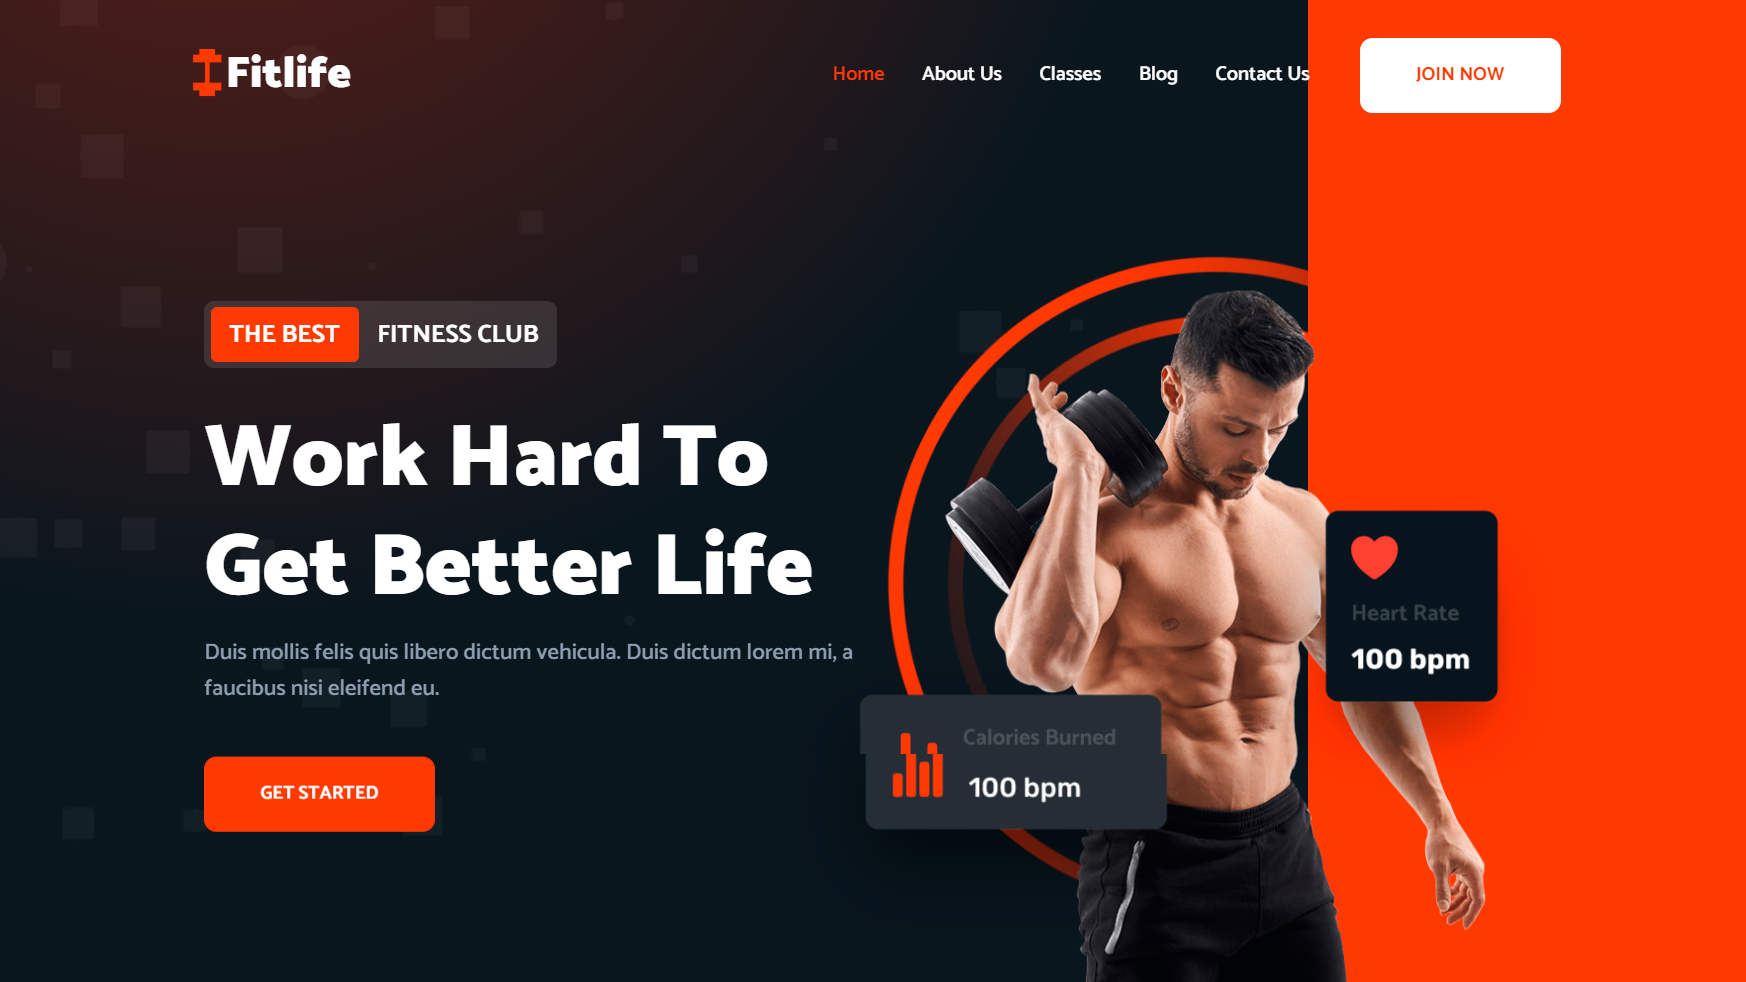 Fitlife
Home About Us Classes Blog Contact Us
JOIN NOW
THE BEST FITNESS CLUB
Work Hard To
Get Better Life
Duis mollis felis quis libero dictum vehicula. Duis dictum lorem mi, a
faucibus nisi eleifend eu.
GET STARTED
Heart Rate
100 bpm
Calories Burned
100 bpm